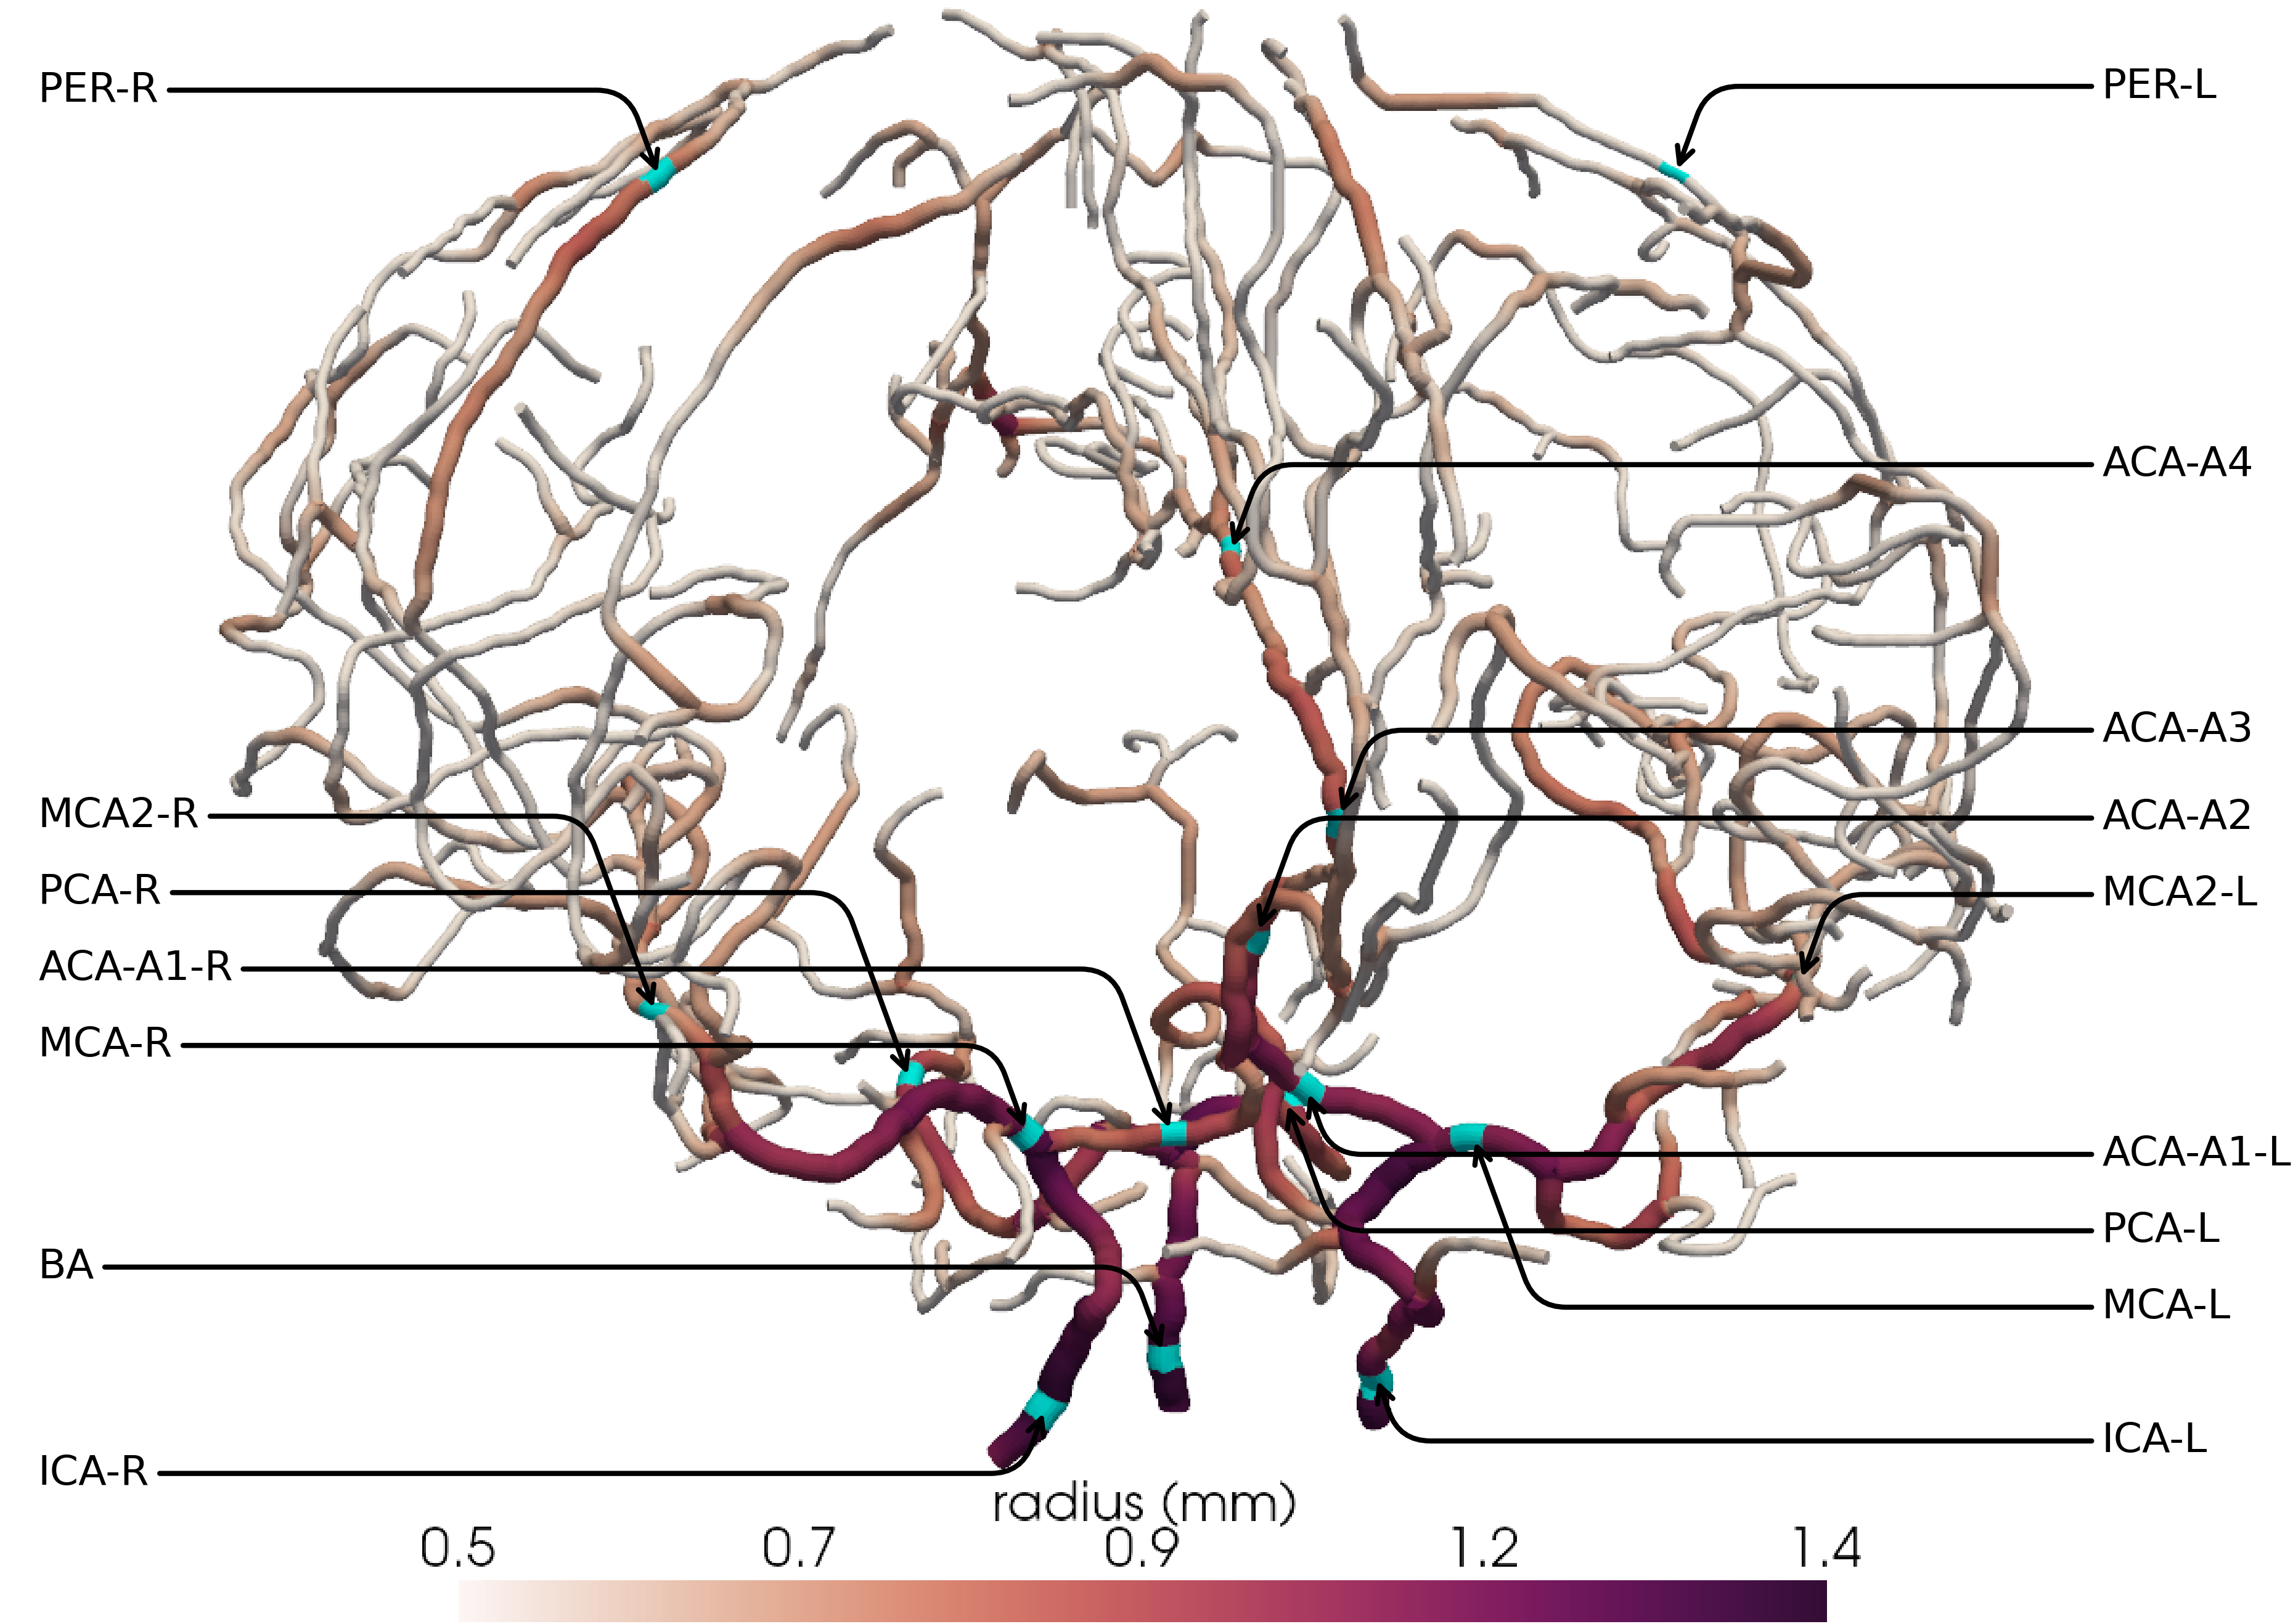 PER-R
PER-L
ACA-A4
ACA-A3
MCA2-R
ACA-A2
PCA-R
MCA2-L
ACA-A1-R
MCA-R
ACA-A1-L
PCA-L
BA
MCA-L
ICA-L
ICA-R
radius (mm)
0.5 0.7 0.9 1.2 1.4